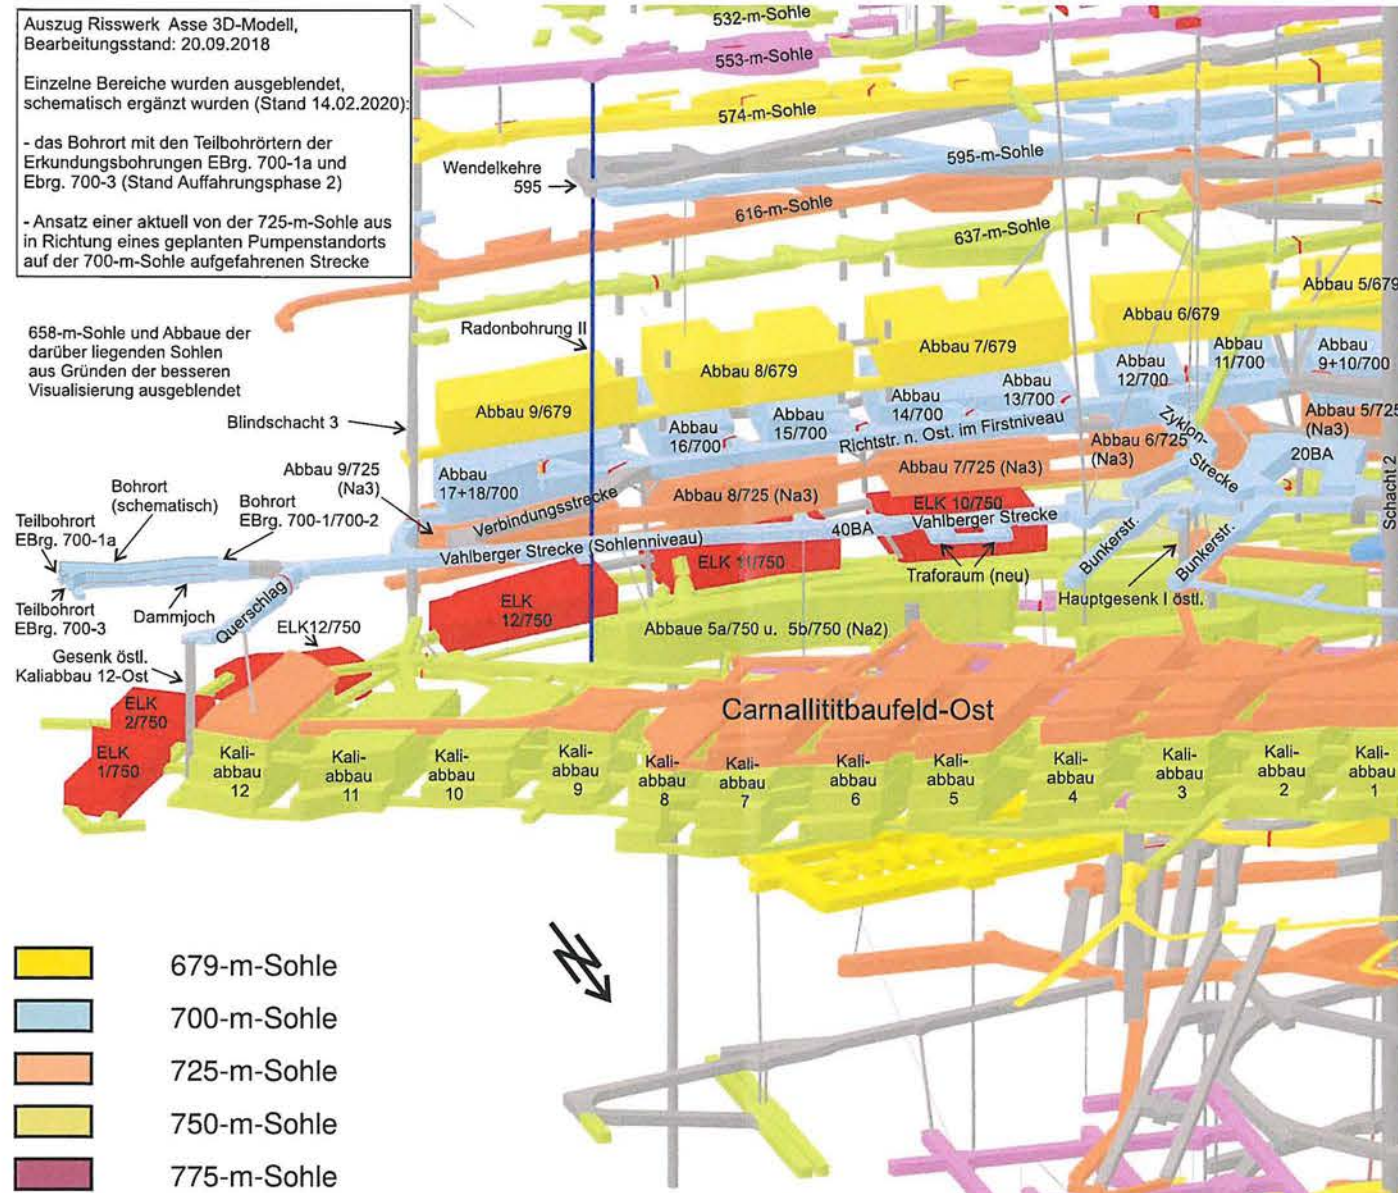 Auszug Risswerk Asse 3D-Modell,
Bearbeitungsstand: 20.09.2018
Einzelne Bereiche wurden ausgeblendet,
schematisch ergänzt wurden (Stand 14.02.2020):
- das Bohrort mit den Teilbohrörtern der
Erkundungsbohrungen EBrg. 700-1a und
Ebrg. 700-3 (Stand Auffahrungsphase 2)
- Ansatz einer aktuell von der 725-m-Sohle aus
in Richtung eines geplanten Pumpenstandorts
auf der 700-m-Sohle aufgefahrenen Strecke
532-m-Sohle
553-m-Sohle
574-m-Sohle
Wendelkehre
595
595-m-Sohle
616-m-Sohle
637-m-Sohle
658-m-Sohle und Abbaue der
darüber liegenden Sohlen
aus Gründen der besseren
Visualisierung ausgeblendet
Radonbohrung II
Blindschacht 3
Abbau 9/679
Abbau 8/679
Abbau 7/679
Abbau 6/679
Abbau 5/679
Abbau
17+18/700
Abbau
16/700
Abbau
15/700
Abbau
14/700
Abbau
13/700
Abbau
12/700
Abbau
11/700
Abbau
9+10/700
Richtstr. n. Ost. im Firstniveau
Zyklon-
Strecke
Abbau 9/725
(Na3)
Verbindungsstrecke
Abbau 8/725 (Na3)
Abbau 7/725 (Na3)
Abbau 6/725
(Na3)
Abbau 5/725
(Na3)
20BA
Schacht 2
Bohrort
(schematisch)
Bohrort
EBrg. 700-1/700-2
Teilbohrort
EBrg. 700-1a
Teilbohrort
EBrg. 700-3
Dammjoch
Querschlag
Vahlberger Strecke (Sohlenniveau)
40BA
ELK 10/750
Vahlberger Strecke
Traforaum (neu)
Bunkerstr.
Bunkerstr.
Hauptgesenk I östl.
ELK 11/750
ELK
12/750
ELK12/750
Abbaue 5a/750 u. 5b/750 (Na2)
Gesenk östl.
Kaliabbau 12-Ost
ELK
2/750
ELK
1/750
Carnallititbaufeld-Ost
Kali-
abbau
12
Kali-
abbau
11
Kali-
abbau
10
Kali-
abbau
9
Kali-
abbau
8
Kali-
abbau
7
Kali-
abbau
6
Kali-
abbau
5
Kali-
abbau
4
Kali-
abbau
3
Kali-
abbau
2
Kali-
abbau
1
679-m-Sohle
700-m-Sohle
725-m-Sohle
750-m-Sohle
775-m-Sohle